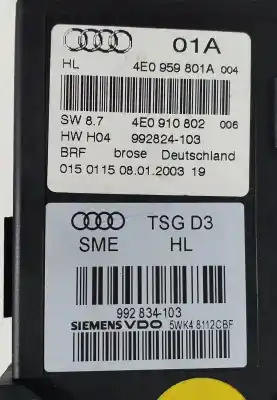 01A
HL 4E0 959 801A 004
SW 8.7 4E0 910 802 006
HW H04 992824-103
BRF brose Deutschland
015 0115 08.01.2003 19
TSG D3
SME HL
992 834-103
SIEMENS VDO 5WK4 8112CBF